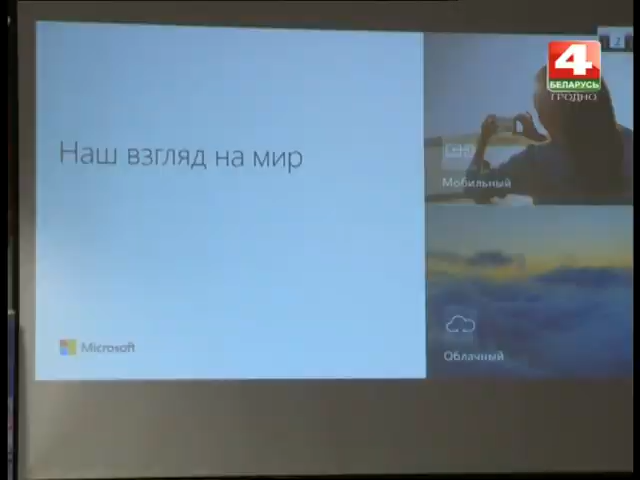 4
БЕЛАРУСЬ
ГРОДНО
Наш взгляд на мир
Мобильный
Microsoft
Облачный